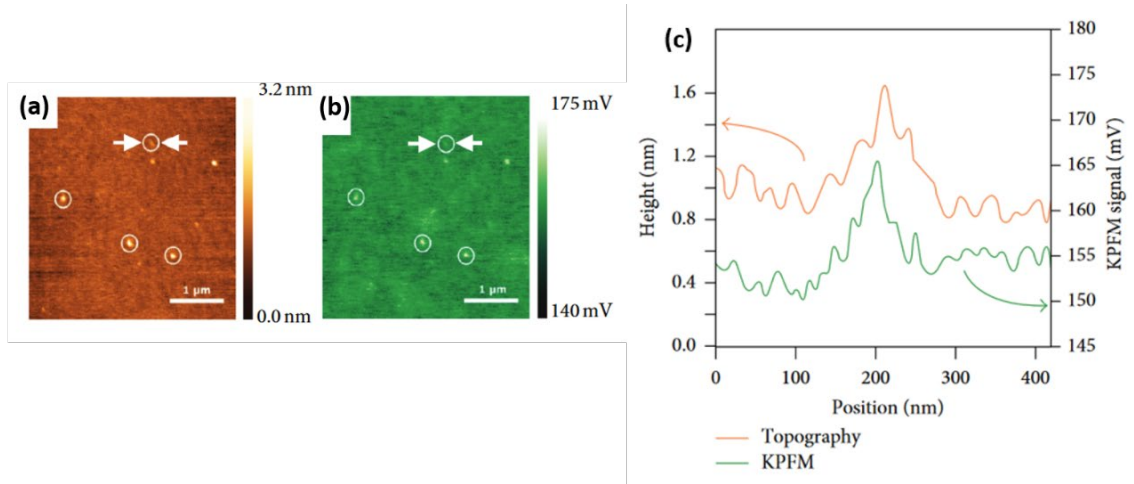 (a)
3.2 nm
0.0 nm
1 µm
(b)
175 mV
140 mV
1 µm
(c)
Height (nm)
1.6
1.2
0.8
0.4
0.0
180
175
170
165
160
155
150
145
KPFM signal (mV)
0 100 200 300 400
Position (nm)
Topography
KPFM